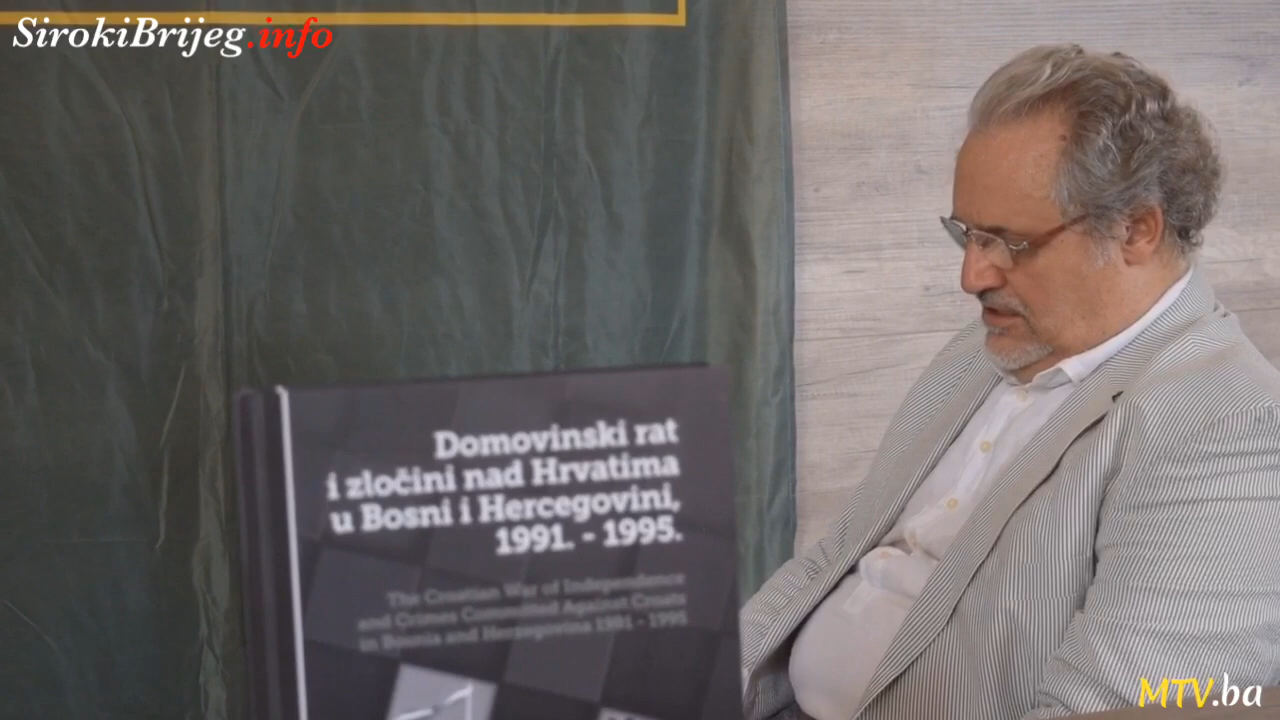 SirokiBrijeg.info
Domovinski rat
i zločini nad Hrvatima
u Bosni i Hercegovini,
1991. - 1995.
The Croatian War of Independence
and Crimes Committed Against Croats
in Bosnia and Herzegovina 1991 - 1995
MTV.ba